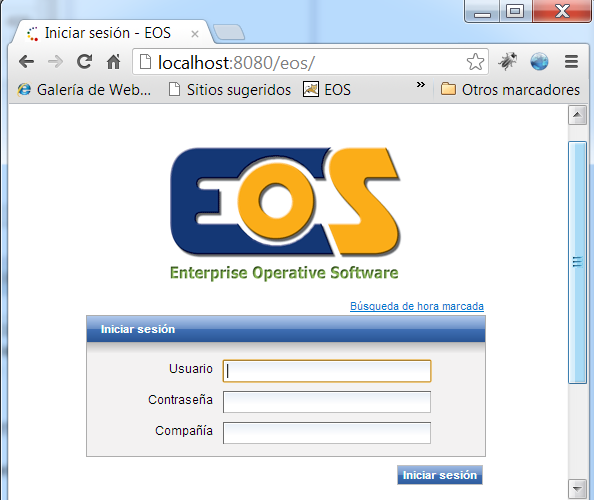 Iniciar sesión - EOS
localhost:8080/eos/
Galería de Web... Sitios sugeridos EOS » Otros marcadores
EOS
Enterprise Operative Software
Búsqueda de hora marcada
Iniciar sesión
Usuario
Contraseña
Compañía
Iniciar sesión